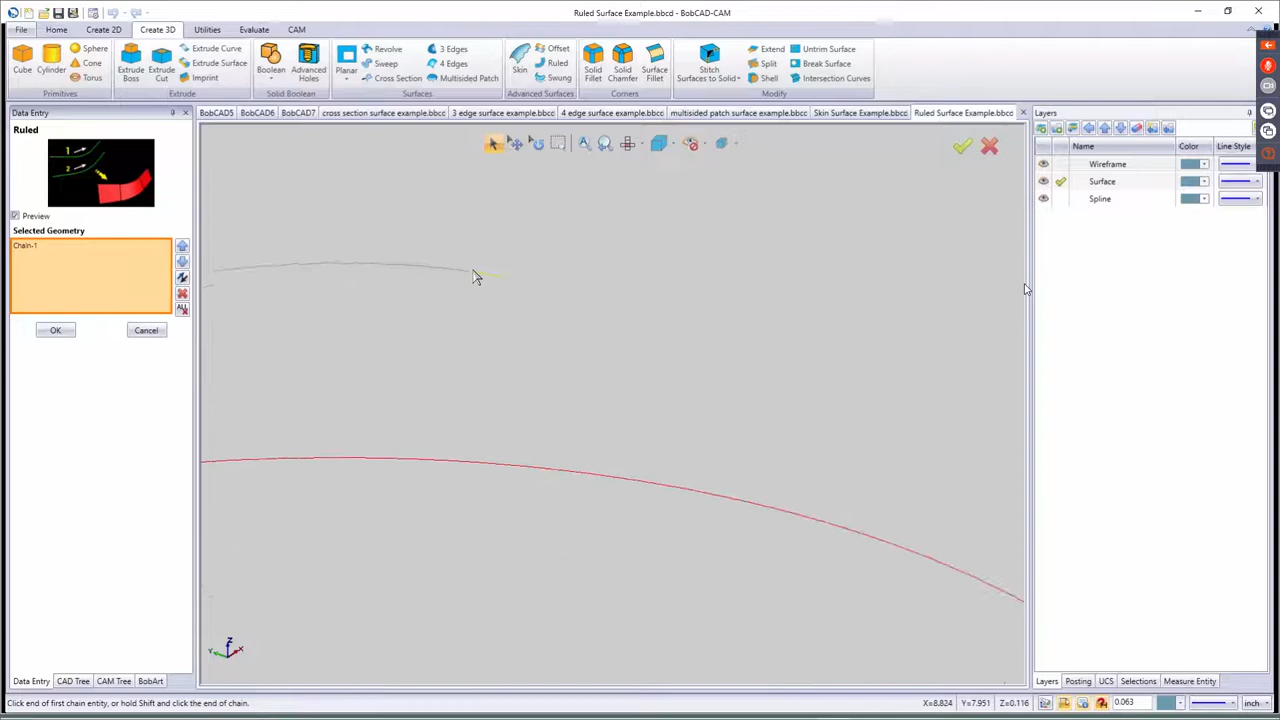 Ruled Surface Example.bbcd - BobCAD-CAM
File Home Create 2D Create 3D Utilities Evaluate CAM
Cube Cylinder Sphere Cone Torus
Primitives
Extrude Boss Extrude Cut Extrude Curve Extrude Surface Imprint
Extrude
Boolean Advanced Holes
Solid Boolean
Planar Revolve Sweep Cross Section 3 Edges 4 Edges Multisided Patch
Surfaces
Skin Offset Ruled Swung
Advanced Surfaces
Solid Fillet Solid Chamfer Surface Fillet
Corners
Stitch Surfaces to Solid Extend Split Shell Untrim Surface Break Surface Intersection Curves
Modify
Data Entry
BobCAD5 BobCAD6 BobCAD7 cross section surface example.bbcc 3 edge surface example.bbcc 4 edge surface example.bbcc multisided patch surface example.bbcc Skin Surface Example.bbcc Ruled Surface Example.bbcc
Layers
Ruled
1
2
Preview
Selected Geometry
Chain-1
ALL
OK Cancel
Name Color Line Style
Wireframe
Surface
Spline
Z
Y X
Data Entry CAD Tree CAM Tree BobArt
Layers Posting UCS Selections Measure Entity
Click end of first chain entity, or hold Shift and click the end of chain.
X=8.824 Y=7.951 Z=0.116
0.063
inch